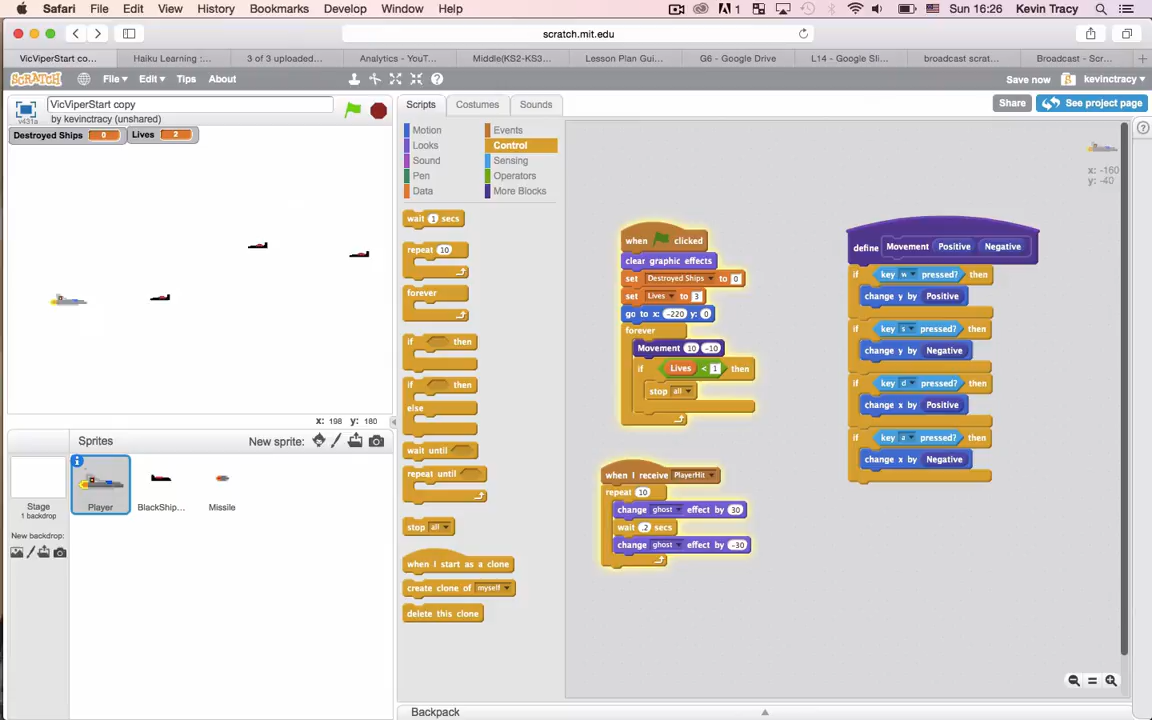 Safari File Edit View History Bookmarks Develop Window Help 1 Sun 16:26 Kevin Tracy
scratch.mit.edu
VicViperStart co... Haiku Learning :... 3 of 3 uploaded... Analytics - YouT... Middle(KS2-KS3... Lesson Plan Gui... G6 - Google Drive L14 - Google Sli... broadcast scrat... Broadcast - Scr...
SCRATCH File Edit Tips About Save now kevinctracy
VicViperStart copy
by kevinctracy (unshared)
v431a
Scripts Costumes Sounds
Share See project page
Destroyed Ships 0 Lives 2
Motion Events
Looks Control
Sound Sensing
Pen Operators
Data More Blocks
wait 1 secs
repeat 10
forever
if then
if then
else
wait until
repeat until
stop all
when I start as a clone
create clone of myself
delete this clone
x: -160
y: -40
when clicked
clear graphic effects
set Destroyed Ships to 0
set Lives to 3
go to x: -220 y: 0
forever
Movement 10 -10
if Lives < 1 then
stop all
when I receive PlayerHit
repeat 10
change ghost effect by 30
wait .2 secs
change ghost effect by -30
define Movement Positive Negative
if key w pressed? then
change y by Positive
if key s pressed? then
change y by Negative
if key d pressed? then
change x by Positive
if key a pressed? then
change x by Negative
x: 198 y: 180
Sprites New sprite:
Stage
1 backdrop
New backdrop:
Player
BlackShip...
Missile
Backpack